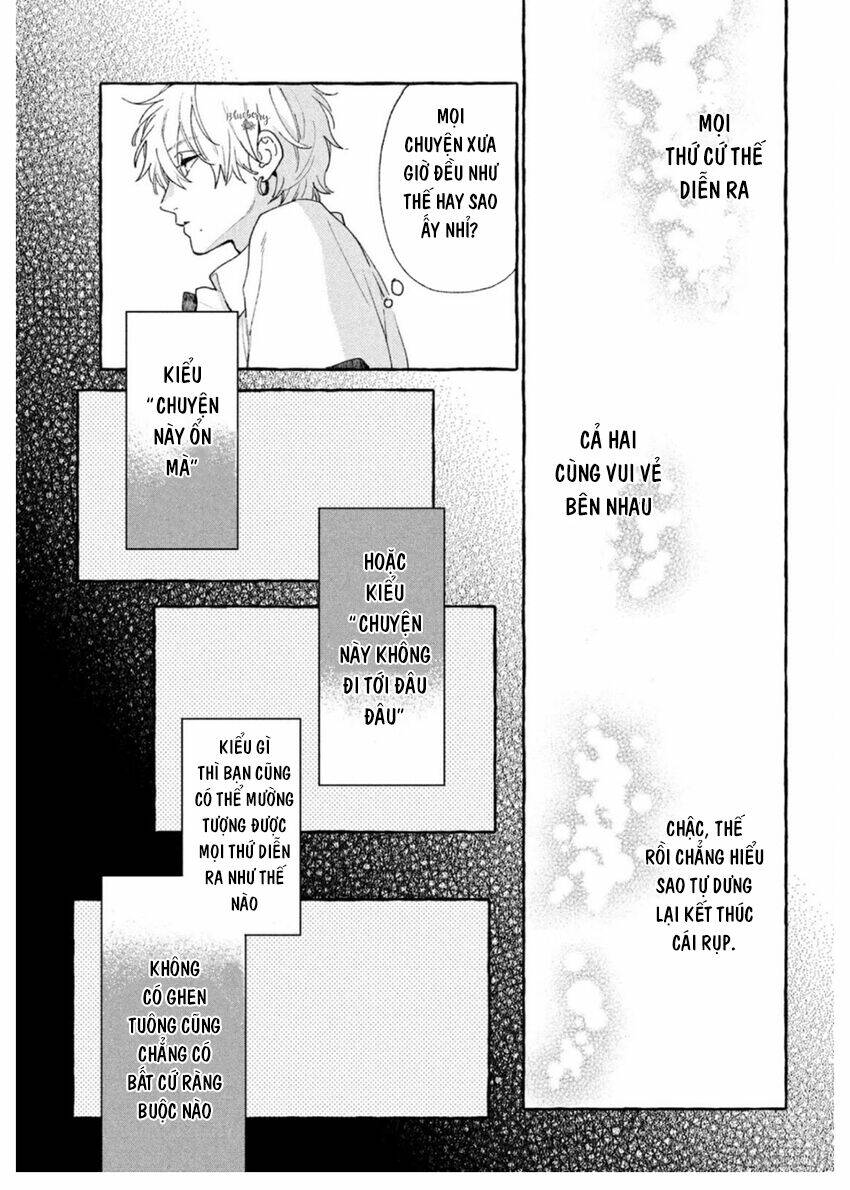 MỌI
THỨ CỨ THẾ
DIỄN RA
CẢ HAI
CÙNG VUI VẺ
BÊN NHAU
CHẬC, THẾ
RỒI CHẲNG HIỂU
SAO TỰ DƯNG
LẠI KẾT THÚC
CÁI RỤP.
MỌI
CHUYỆN XƯA
GIỜ ĐỀU NHƯ
THẾ HAY SAO
ẤY NHỈ?
Blueberry
KIỂU
"CHUYỆN
NÀY ỔN
MÀ"
HOẶC
KIỂU
"CHUYỆN
NÀY KHÔNG
ĐI TỚI ĐÂU
ĐÂU"
KIỂU GÌ
THÌ BẠN CŨNG
CÓ THỂ MƯỜNG
TƯỢNG ĐƯỢC
MỌI THỨ DIỄN
RA NHƯ THẾ
NÀO
KHÔNG
CÓ GHEN
TUÔNG CŨNG
CHẲNG CÓ
BẤT CỨ RÀNG
BUỘC NÀO